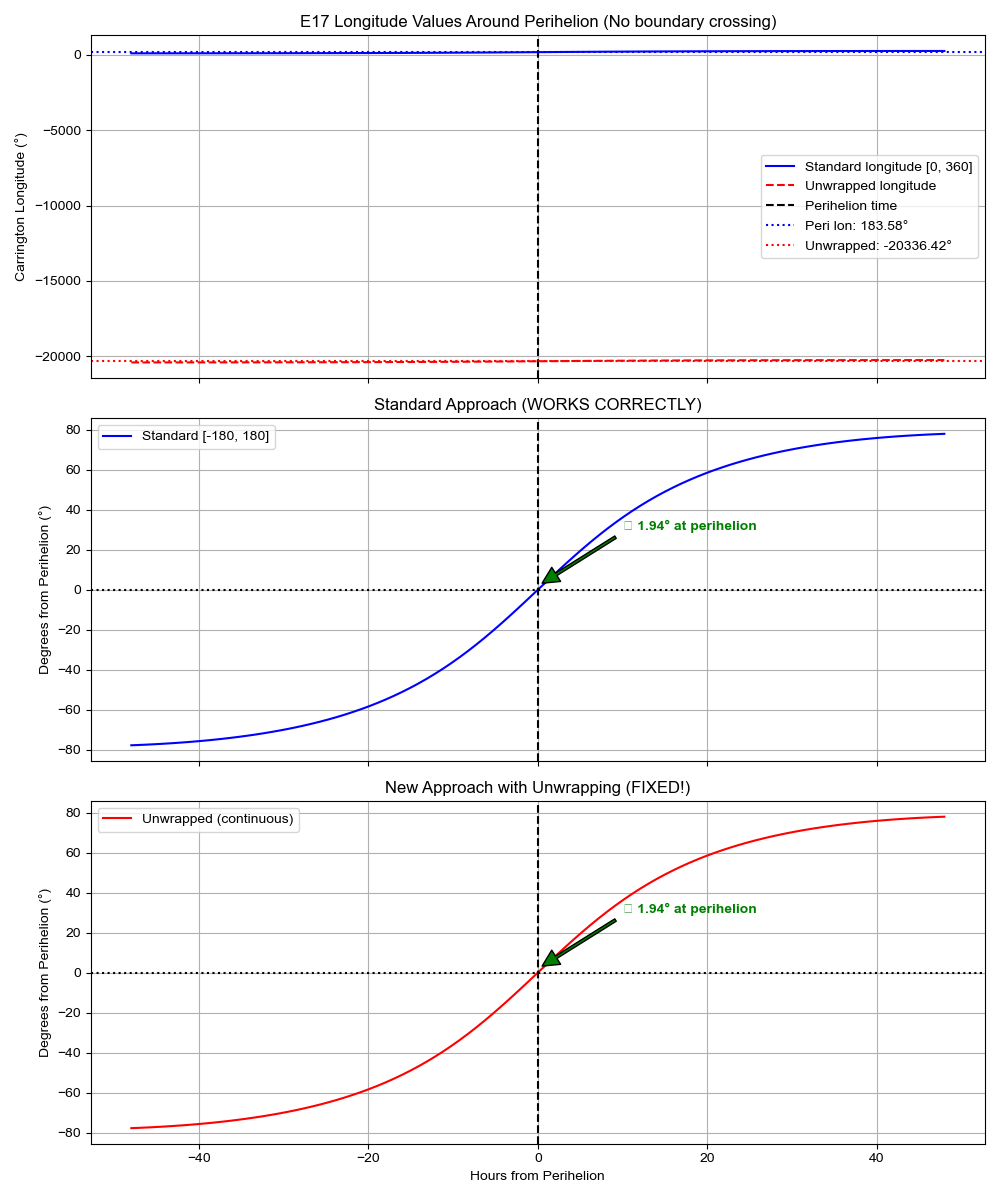 E17 Longitude Values Around Perihelion (No boundary crossing)
0
−5000
−10000
−15000
−20000
Carrington Longitude (°)
Standard longitude [0, 360]
Unwrapped longitude
Perihelion time
Peri lon: 183.58°
Unwrapped: -20336.42°
Standard Approach (WORKS CORRECTLY)
80
60
40
20
0
−20
−40
−60
−80
Degrees from Perihelion (°)
Standard [-180, 180]
1.94° at perihelion
New Approach with Unwrapping (FIXED!)
80
60
40
20
0
−20
−40
−60
−80
Degrees from Perihelion (°)
Unwrapped (continuous)
1.94° at perihelion
−40
−20
0
20
40
Hours from Perihelion